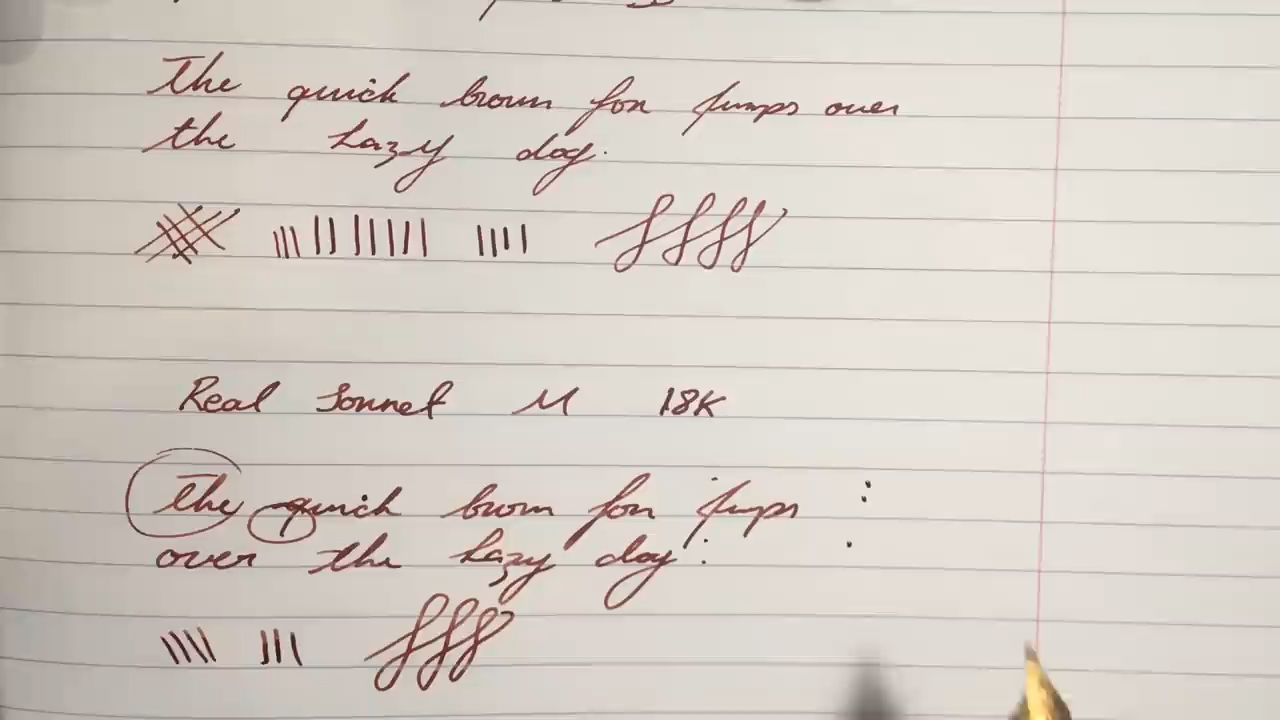 The quick brown fox jumps over
the lazy dog.
Real Sonnet M 18K
The quick brown fox jumps
over the lazy dog.